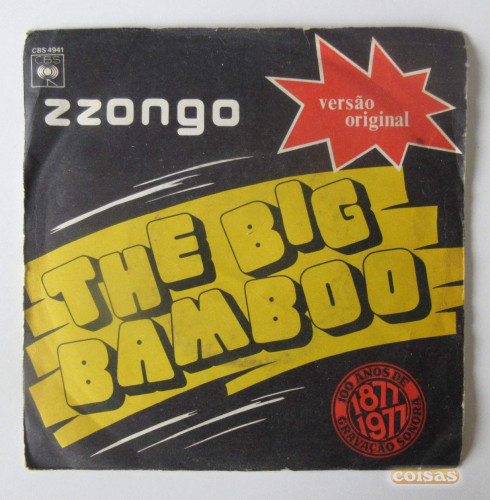 CBS 4941
CBS
zzongo
versão
original
THE BIG
BAMBOO
100 ANOS DE
1877
1977
GRAVAÇÃO SONORA
coisas